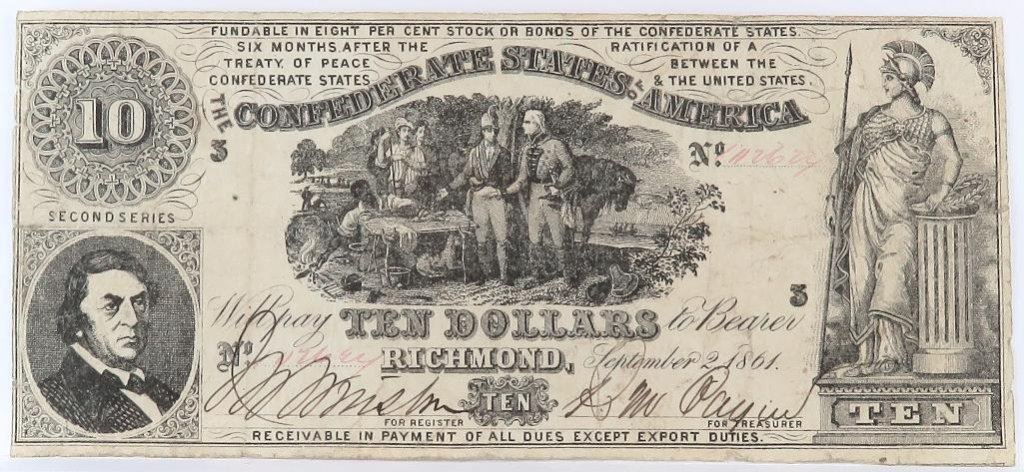 FUNDABLE IN EIGHT PER CENT STOCK OR BONDS OF THE CONFEDERATE STATES.
SIX MONTHS AFTER THE RATIFICATION OF A
TREATY OF PEACE BETWEEN THE
CONFEDERATE STATES & THE UNITED STATES.
THE CONFEDERATE STATES OF AMERICA
10
3
No.
SECOND SERIES
3
Will pay TEN DOLLARS to Bearer
No.
RICHMOND, September 2, 1861.
TEN
TEN
FOR REGISTER
FOR TREASURER
RECEIVABLE IN PAYMENT OF ALL DUES EXCEPT EXPORT DUTIES.